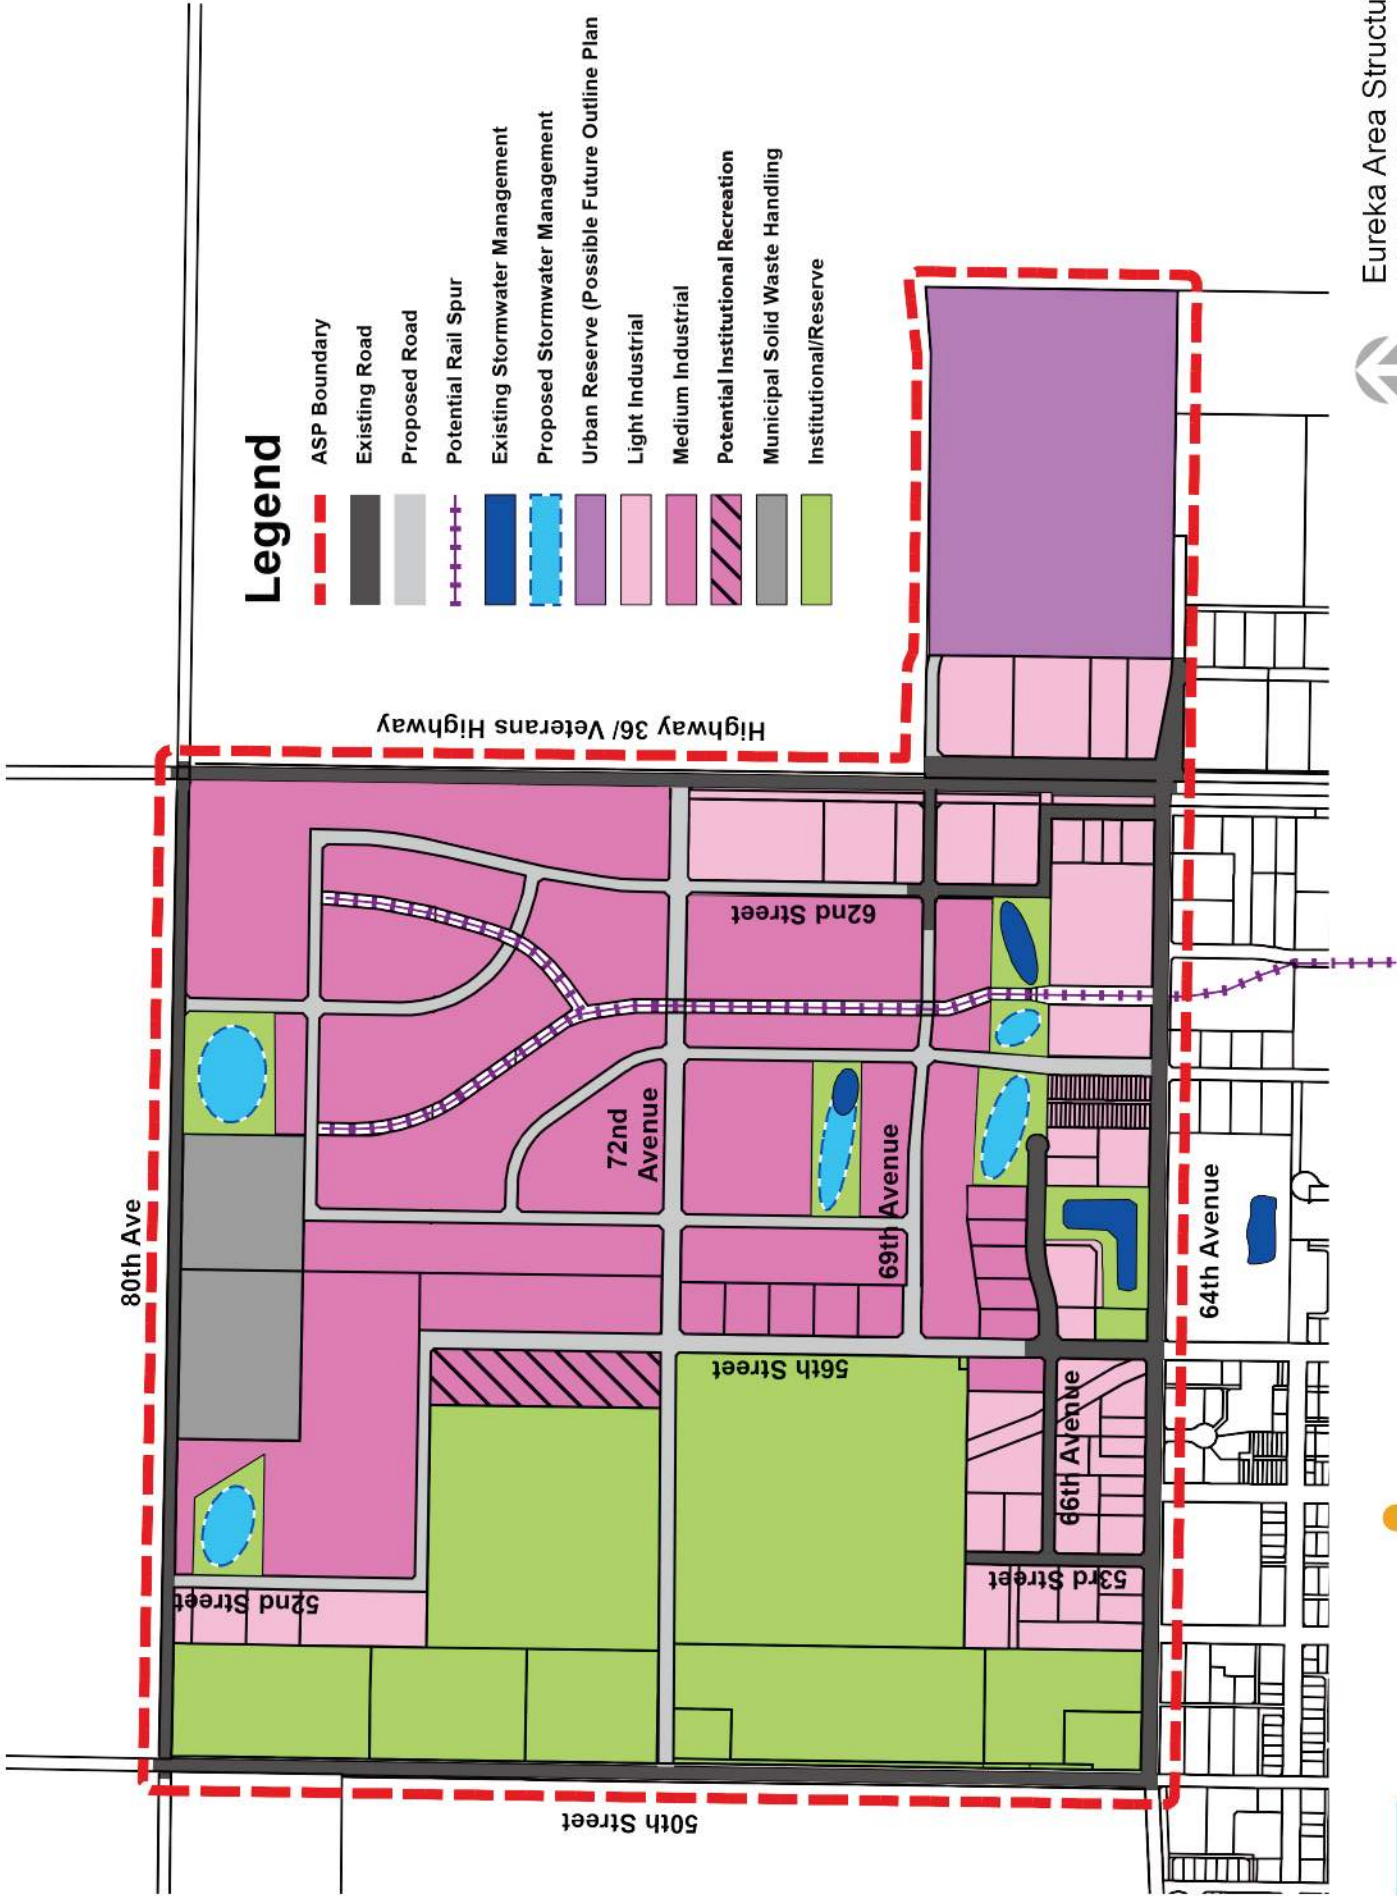 80th Ave
Highway 36/ Veterans Highway
62nd Street
72nd
Avenue
69th Avenue
56th Street
66th Avenue
64th Avenue
53rd Street
52nd Street
50th Street
Legend
ASP Boundary
Existing Road
Proposed Road
Potential Rail Spur
Existing Stormwater Management
Proposed Stormwater Management
Urban Reserve (Possible Future Outline Plan
Light Industrial
Medium Industrial
Potential Institutional Recreation
Municipal Solid Waste Handling
Institutional/Reserve
Eureka Area Structu